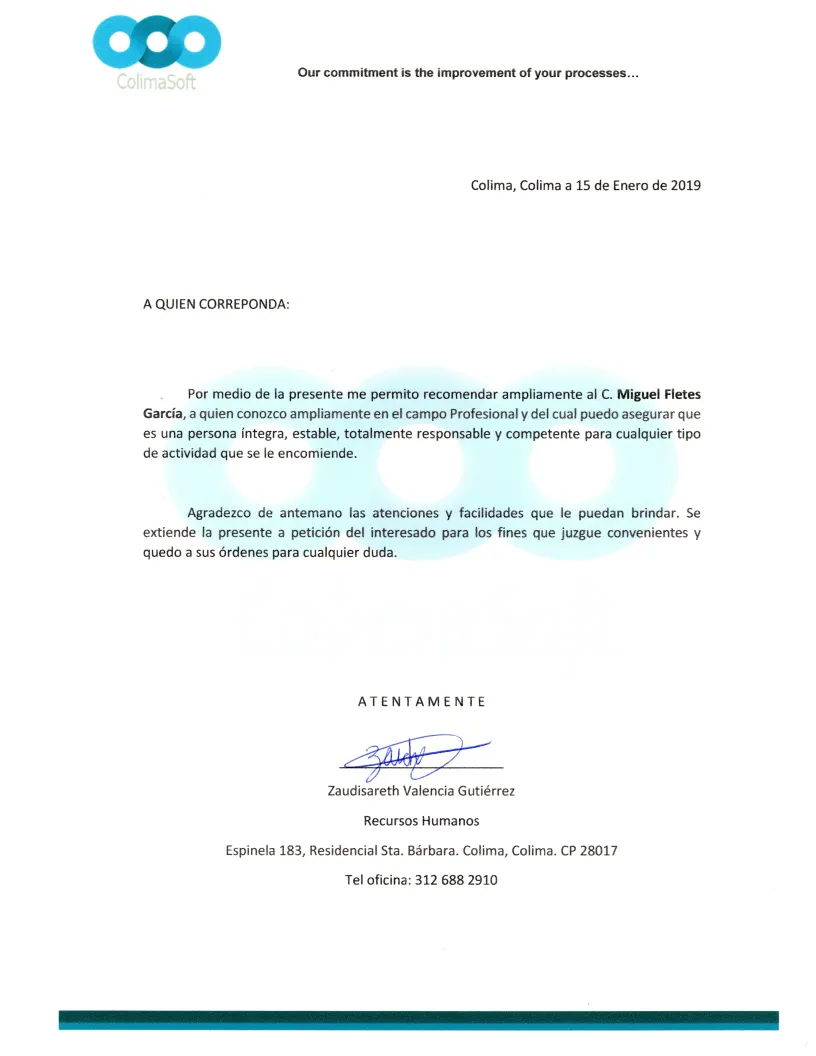 ColimaSoft
Our commitment is the improvement of your processes...
Colima, Colima a 15 de Enero de 2019
A QUIEN CORREPONDA:
Por medio de la presente me permito recomendar ampliamente al C. Miguel Fletes
García, a quien conozco ampliamente en el campo Profesional y del cual puedo asegurar que
es una persona íntegra, estable, totalmente responsable y competente para cualquier tipo
de actividad que se le encomiende.
Agradezco de antemano las atenciones y facilidades que le puedan brindar. Se
extiende la presente a petición del interesado para los fines que juzgue convenientes y
quedo a sus órdenes para cualquier duda.
ColimaSoft
A T E N T A M E N T E
Zaudisareth Valencia Gutiérrez
Recursos Humanos
Espinela 183, Residencial Sta. Bárbara. Colima, Colima. CP 28017
Tel oficina: 312 688 2910